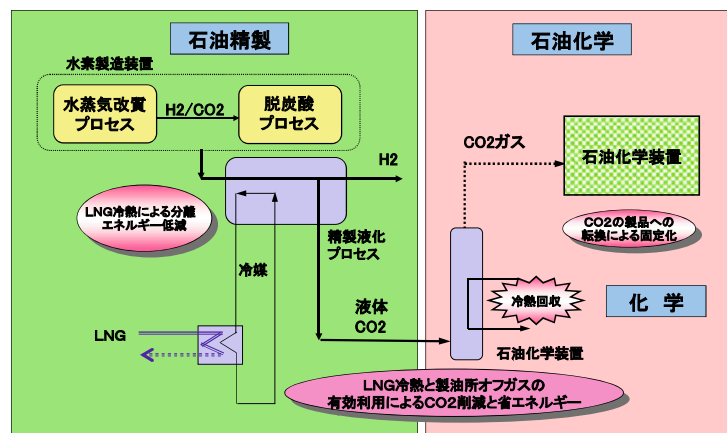 石油精製
石油化学
水素製造装置
水蒸気改質
プロセス
H2/CO2
脱炭酸
プロセス
H2
CO2ガス
石油化学装置
LNG冷熱による分離
エネルギー低減
精製液化
プロセス
CO2の製品への
転換による固定化
冷媒
冷熱回収
化 学
液体
CO2
LNG
石油化学装置
LNG冷熱と製油所オフガスの
有効利用によるCO2削減と省エネルギー